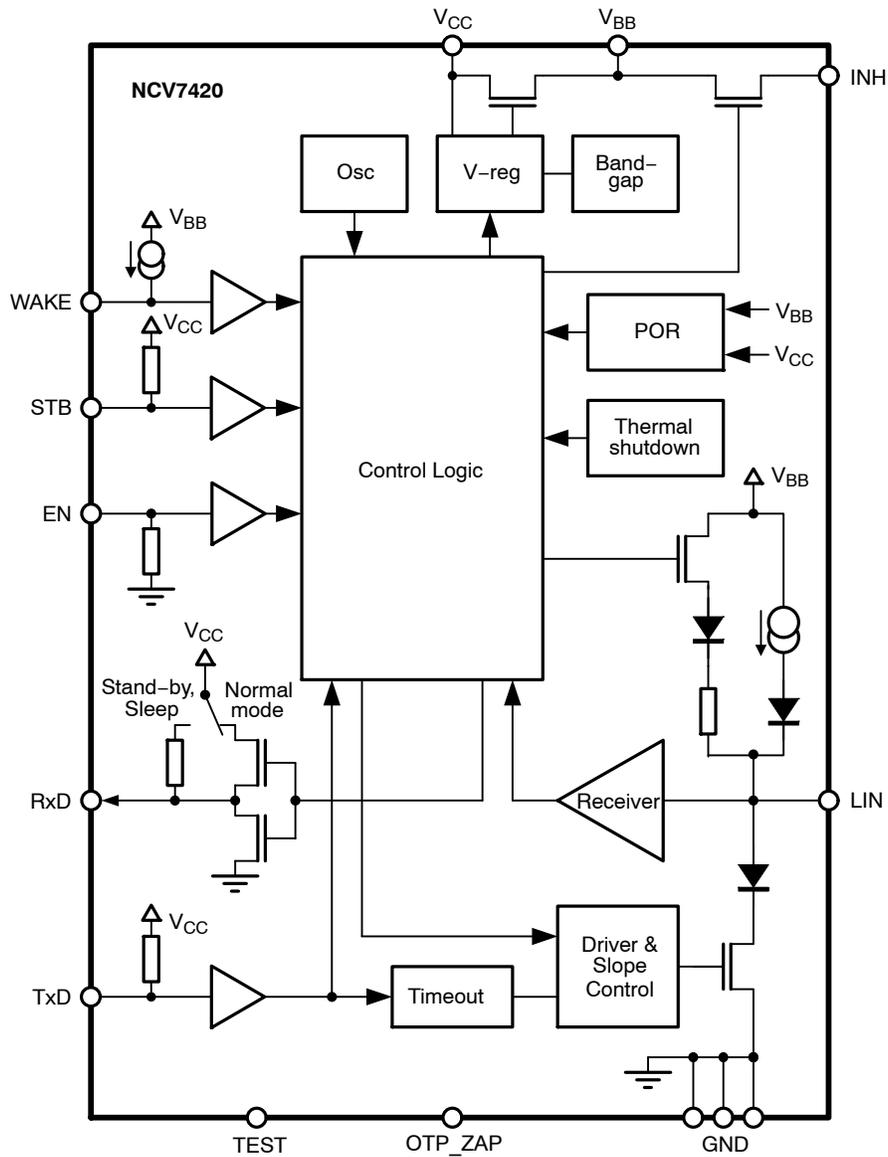 VCC
VBB
NCV7420
INH
Osc
V−reg
Band−
gap
VBB
WAKE
VCC
POR
VBB
VCC
STB
Thermal
shutdown
Control Logic
VBB
EN
VCC
Stand−by,
Sleep
Normal
mode
RxD
Receiver
LIN
VCC
Driver &
Slope
Control
TxD
Timeout
TEST
OTP_ZAP
GND